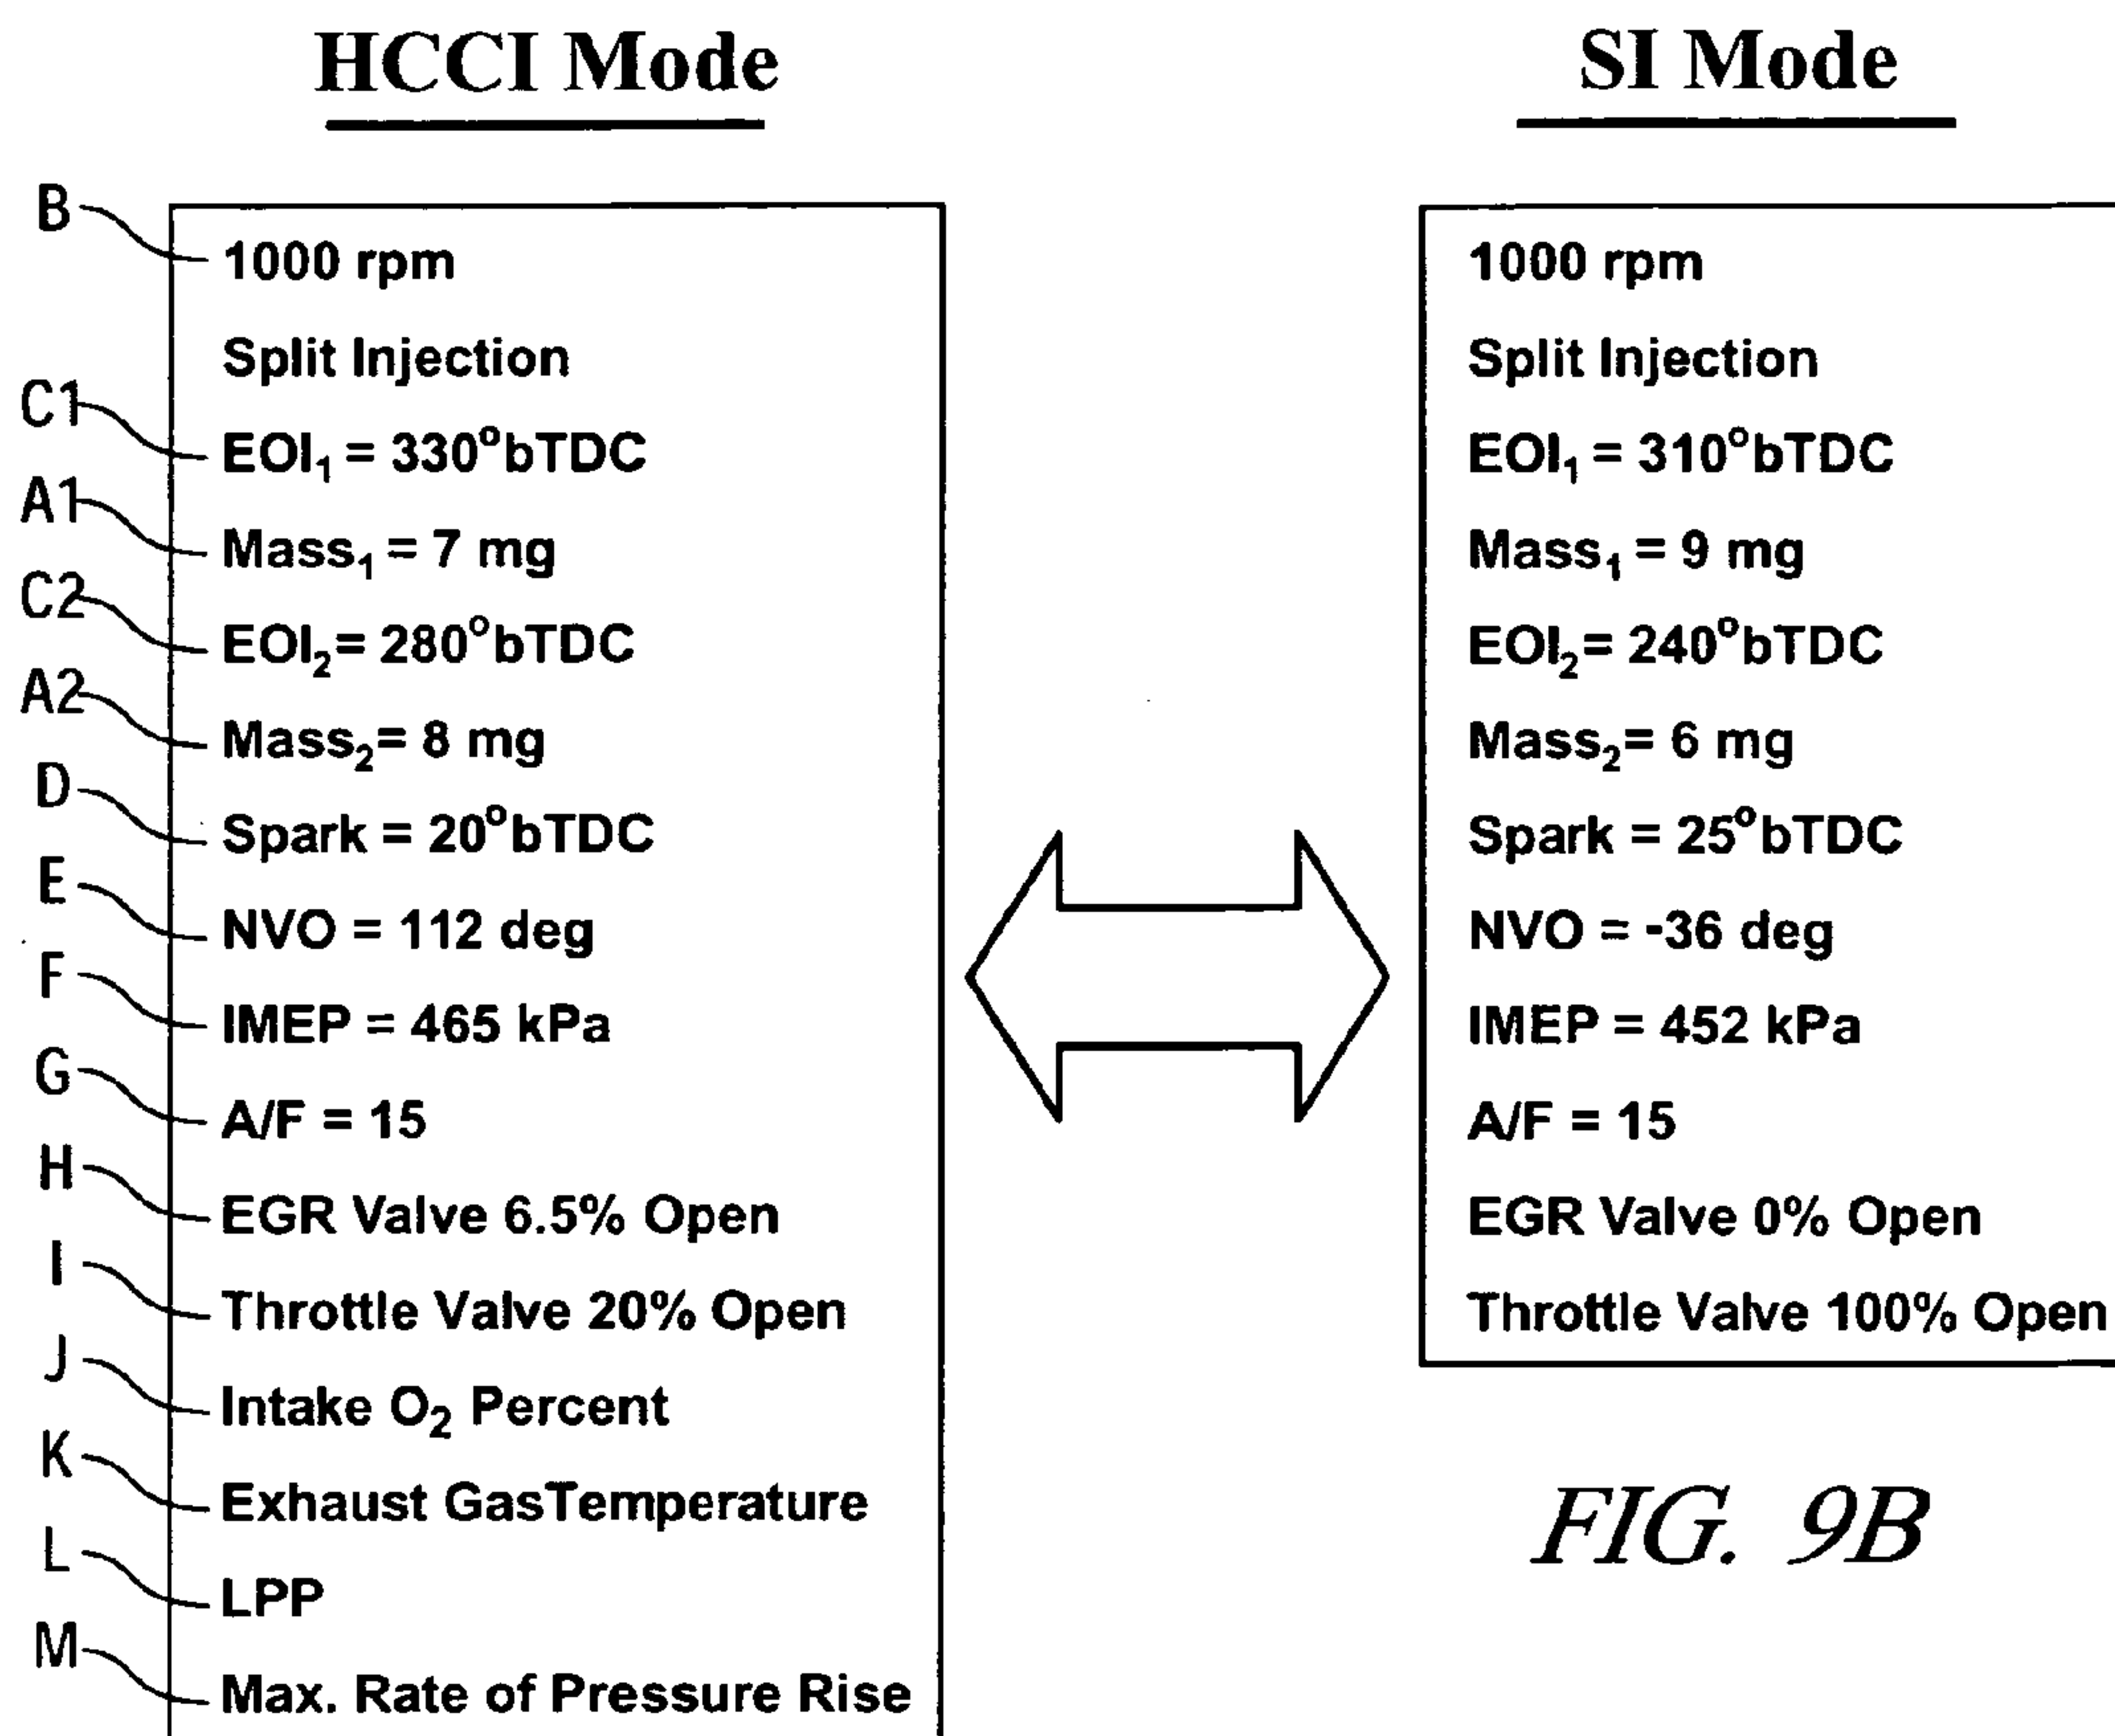 HCCI Mode
B 1000 rpm
Split Injection
C1 EOI₁ = 330°bTDC
A1 Mass₁ = 7 mg
C2 EOI₂= 280°bTDC
A2 Mass₂= 8 mg
D Spark = 20°bTDC
E NVO = 112 deg
F IMEP = 465 kPa
G A/F = 15
H EGR Valve 6.5% Open
I Throttle Valve 20% Open
J Intake O₂ Percent
K Exhaust GasTemperature
L LPP
M Max. Rate of Pressure Rise
SI Mode
1000 rpm
Split Injection
EOI₁ = 310°bTDC
Mass₁ = 9 mg
EOI₂= 240°bTDC
Mass₂= 6 mg
Spark = 25°bTDC
NVO = -36 deg
IMEP = 452 kPa
A/F = 15
EGR Valve 0% Open
Throttle Valve 100% Open
FIG. 9B